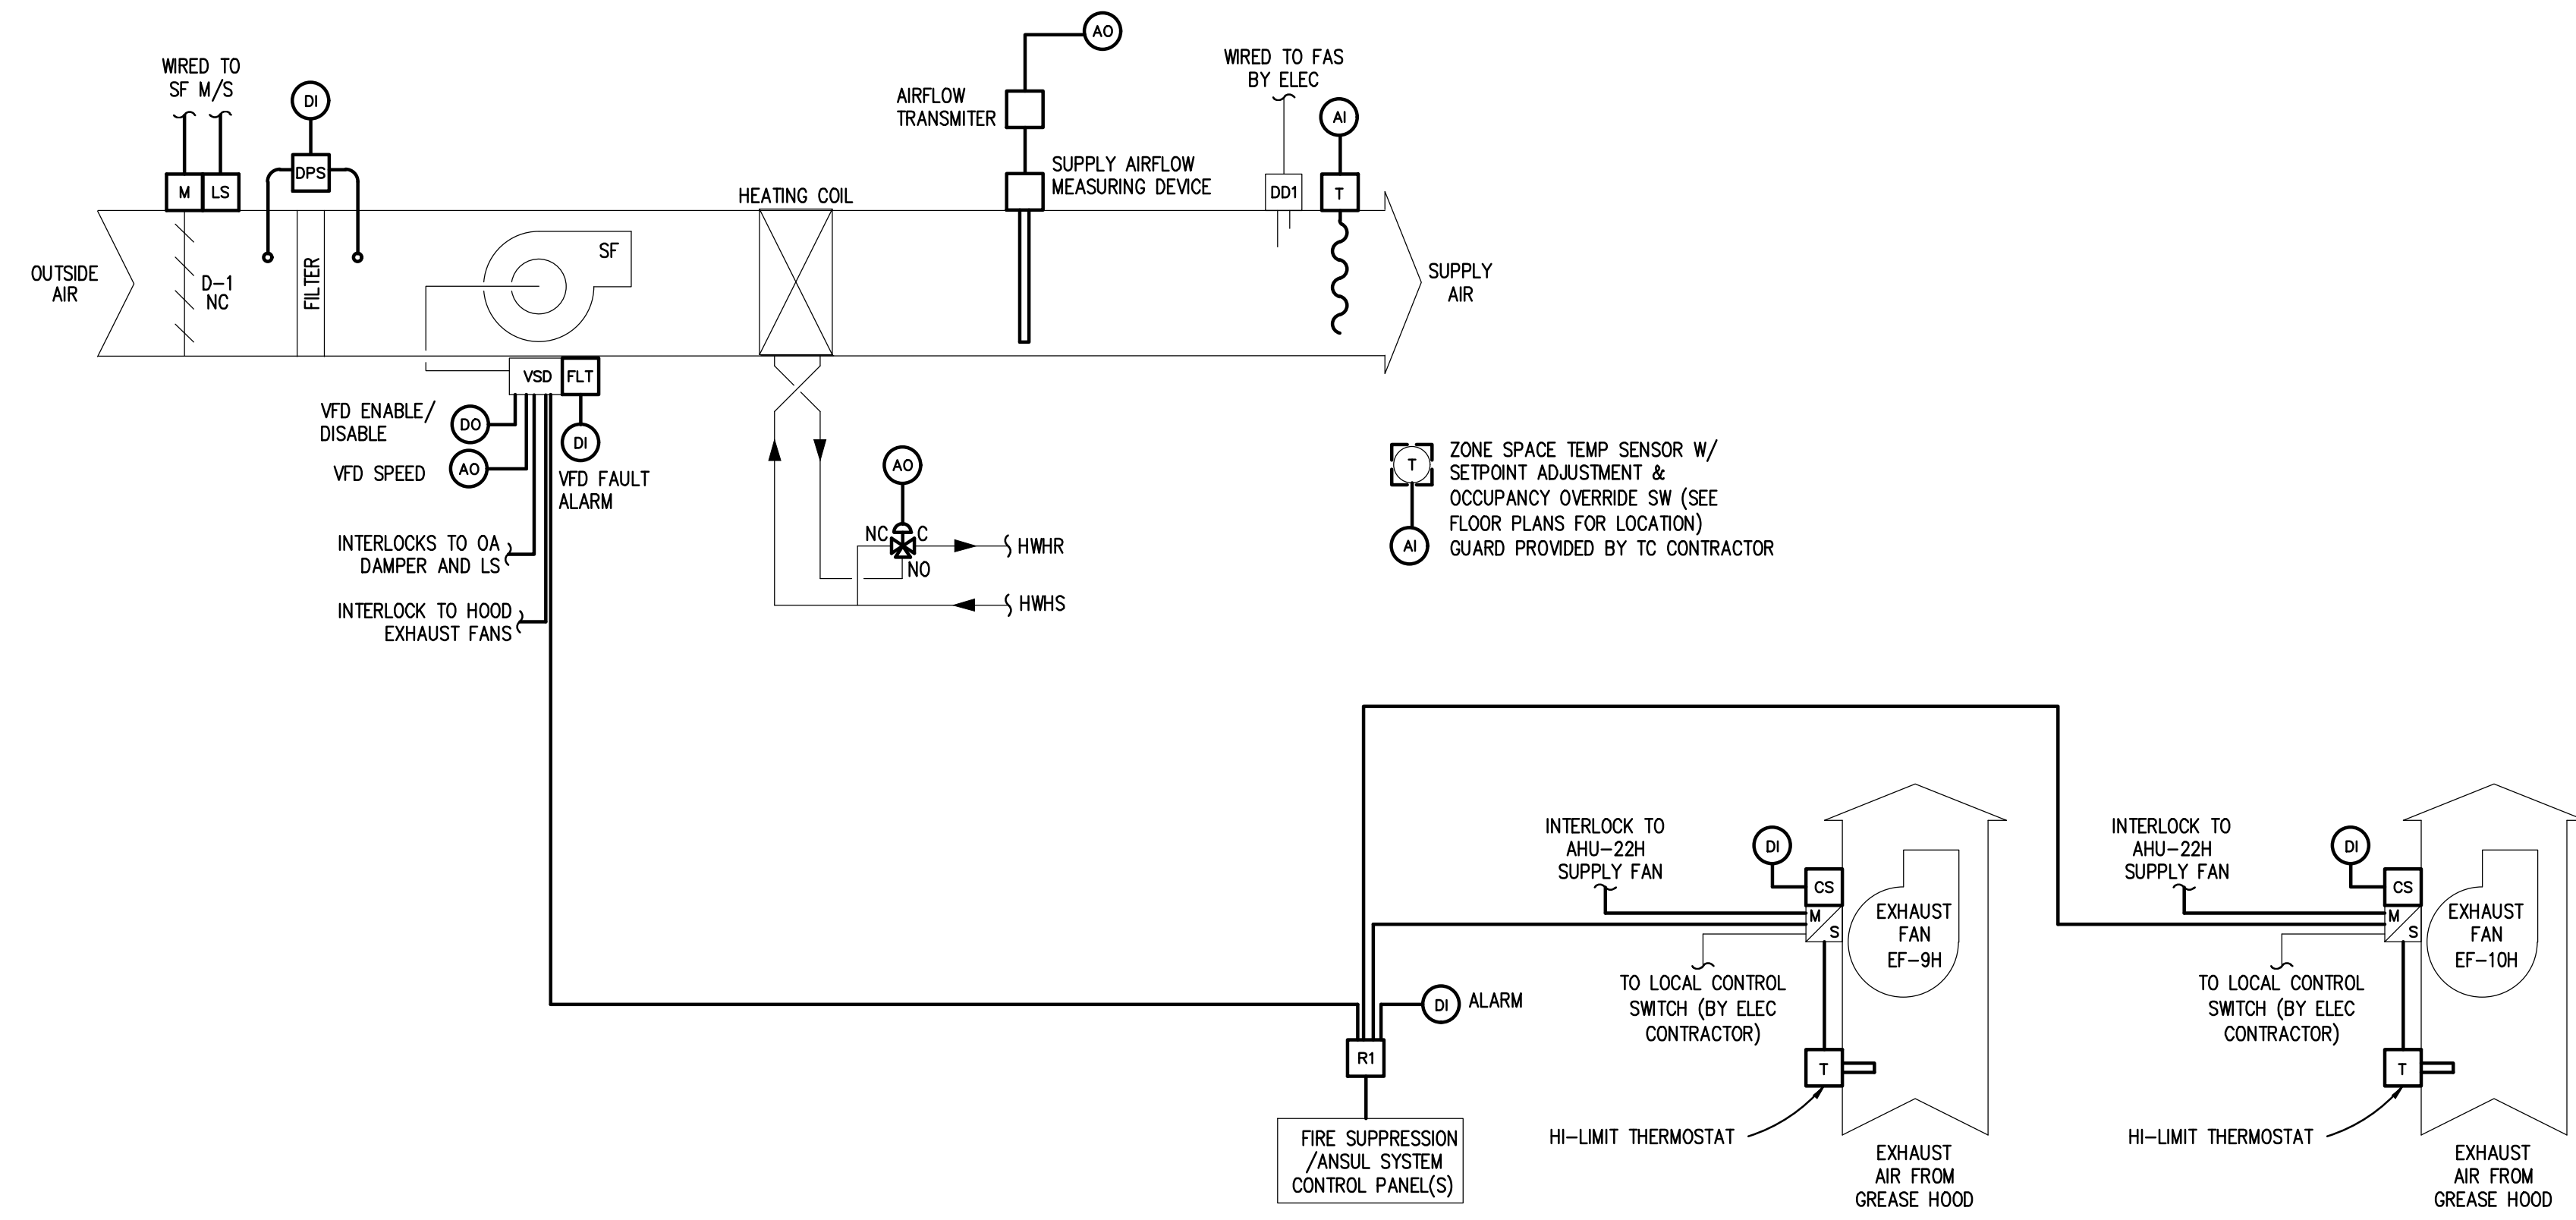 AO
WIRED TO
SF M/S
DI
WIRED TO FAS
BY ELEC
AIRFLOW
TRANSMITER
AI
M
LS
DPS
SUPPLY AIRFLOW
MEASURING DEVICE
HEATING COIL
DD1
T
OUTSIDE
AIR
D-1
NC
FILTER
SF
SUPPLY
AIR
VSD
FLT
VFD ENABLE/
DISABLE
DO
DI
VFD SPEED
AO
VFD FAULT
ALARM
AO
NC
C
NO
HWHR
HWHS
INTERLOCKS TO OA
DAMPER AND LS
INTERLOCK TO HOOD
EXHAUST FANS
T
AI
ZONE SPACE TEMP SENSOR W/
SETPOINT ADJUSTMENT &
OCCUPANCY OVERRIDE SW (SEE
FLOOR PLANS FOR LOCATION)
GUARD PROVIDED BY TC CONTRACTOR
INTERLOCK TO
AHU-22H
SUPPLY FAN
DI
CS
M
S
EXHAUST
FAN
EF-9H
TO LOCAL CONTROL
SWITCH (BY ELEC
CONTRACTOR)
T
HI-LIMIT THERMOSTAT
EXHAUST
AIR FROM
GREASE HOOD
INTERLOCK TO
AHU-22H
SUPPLY FAN
DI
CS
M
S
EXHAUST
FAN
EF-10H
TO LOCAL CONTROL
SWITCH (BY ELEC
CONTRACTOR)
T
HI-LIMIT THERMOSTAT
EXHAUST
AIR FROM
GREASE HOOD
DI
ALARM
R1
FIRE SUPPRESSION
/ANSUL SYSTEM
CONTROL PANEL(S)